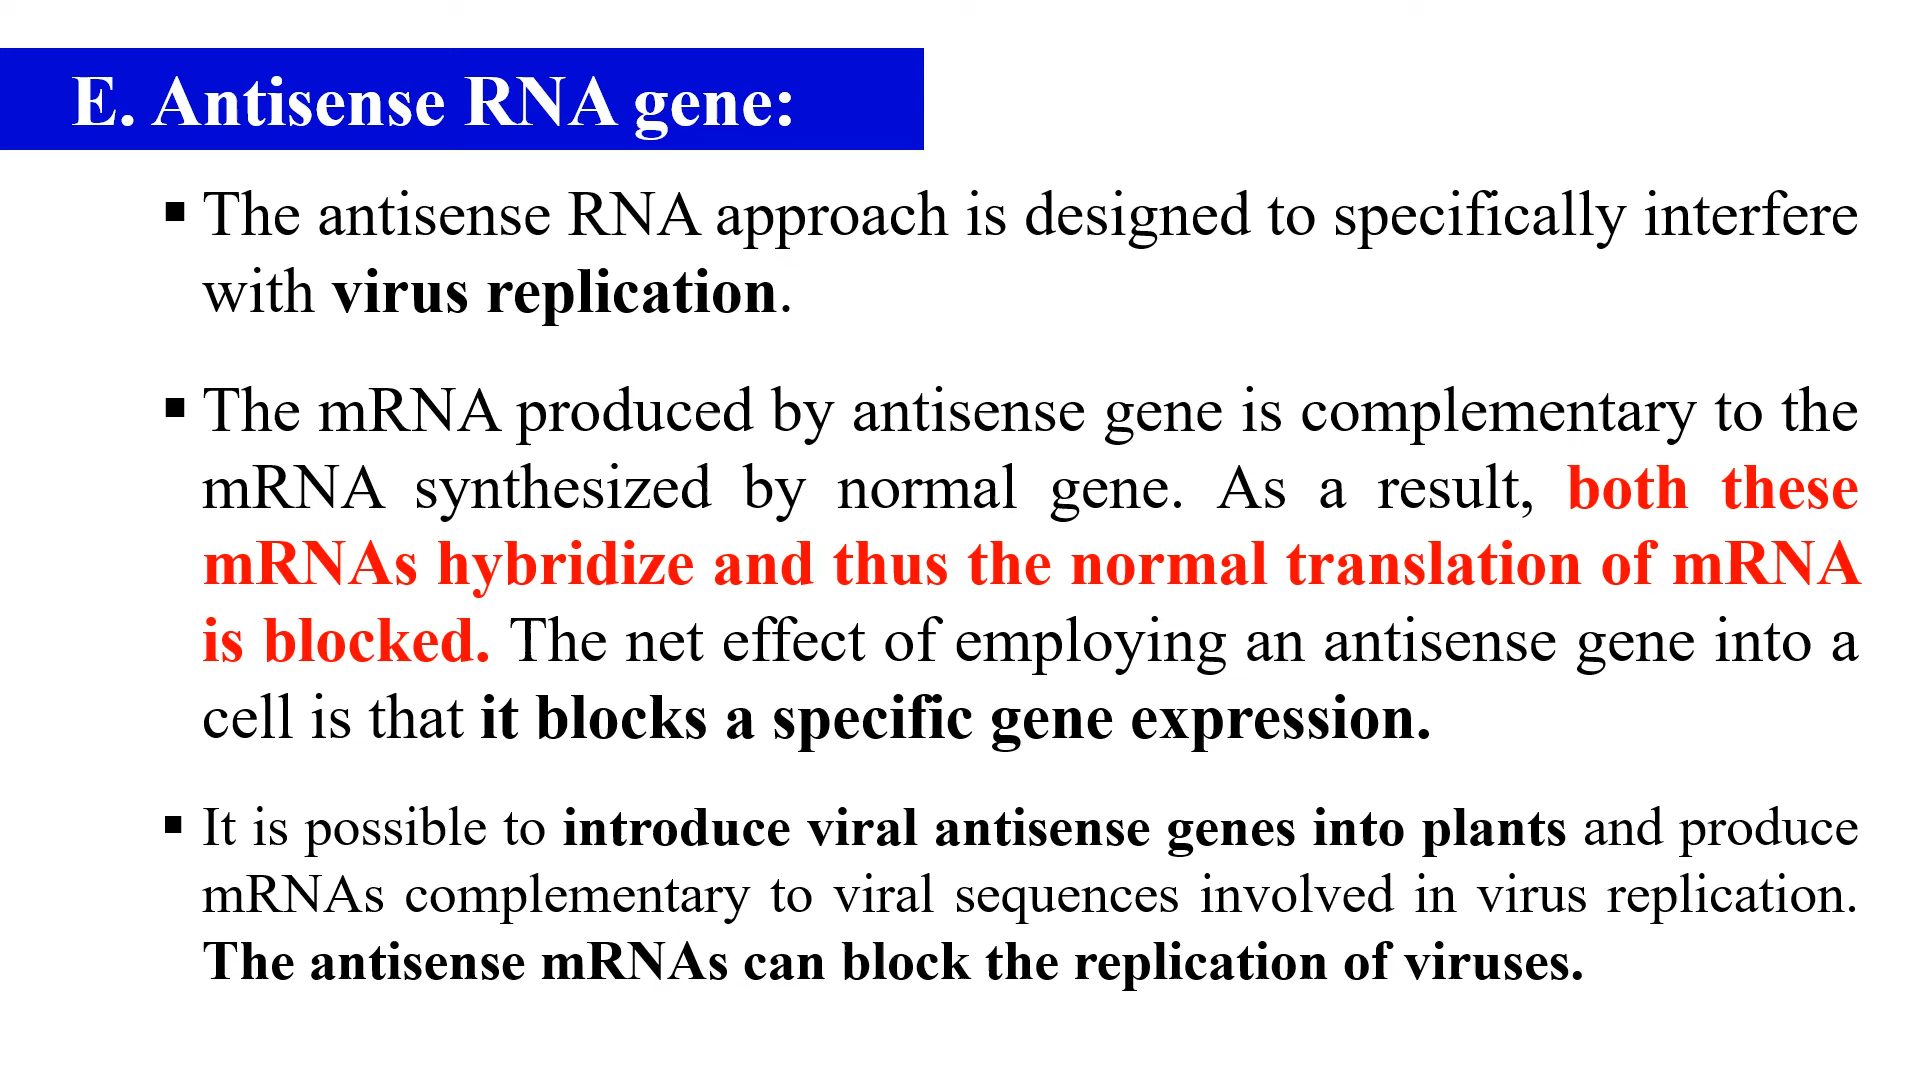 E. Antisense RNA gene:
▪ The antisense RNA approach is designed to specifically interfere
with virus replication.
▪ The mRNA produced by antisense gene is complementary to the
mRNA synthesized by normal gene. As a result, both these
mRNAs hybridize and thus the normal translation of mRNA
is blocked. The net effect of employing an antisense gene into a
cell is that it blocks a specific gene expression.
▪ It is possible to introduce viral antisense genes into plants and produce
mRNAs complementary to viral sequences involved in virus replication.
The antisense mRNAs can block the replication of viruses.